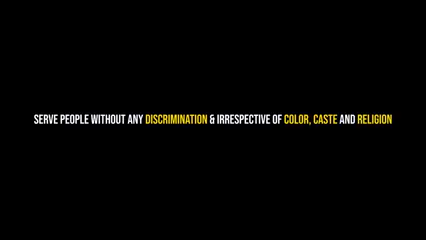 SERVE PEOPLE WITHOUT ANY DISCRIMINATION & IRRESPECTIVE OF COLOR, CASTE AND RELIGION